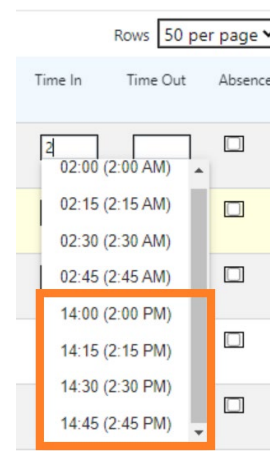 Rows 50 per page
Time In Time Out Absence
2
02:00 (2:00 AM)
02:15 (2:15 AM)
02:30 (2:30 AM)
02:45 (2:45 AM)
14:00 (2:00 PM)
14:15 (2:15 PM)
14:30 (2:30 PM)
14:45 (2:45 PM)